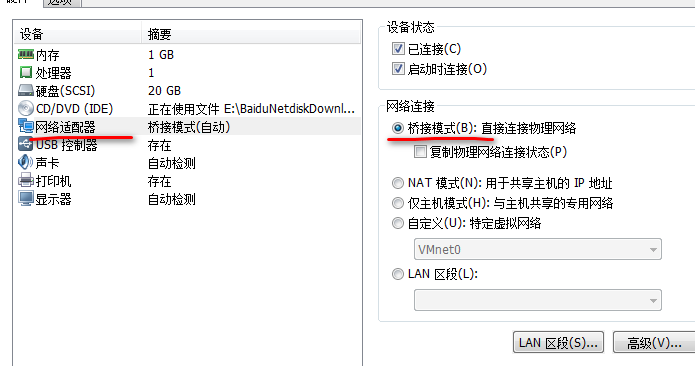 选项
设备 摘要
内存 1 GB
处理器 1
硬盘(SCSI) 20 GB
CD/DVD (IDE) 正在使用文件 E:\BaiduNetdiskDownl...
网络适配器 桥接模式(自动)
USB 控制器 存在
声卡 自动检测
打印机 存在
显示器 自动检测
设备状态
已连接(C)
启动时连接(O)
网络连接
桥接模式(B): 直接连接物理网络
复制物理网络连接状态(P)
NAT 模式(N): 用于共享主机的 IP 地址
仅主机模式(H): 与主机共享的专用网络
自定义(U): 特定虚拟网络
VMnet0
LAN 区段(L):
LAN 区段(S)... 高级(V)...